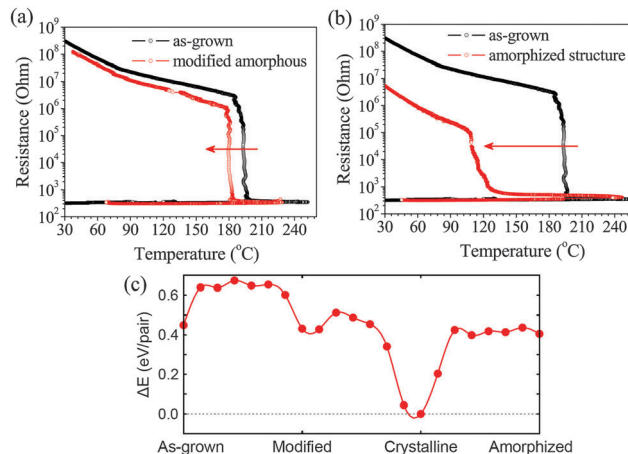 (a)
as-grown
modified amorphous
Resistance (Ohm)
10⁹
10⁸
10⁷
10⁶
10⁵
10⁴
10³
10²
30 60 90 120 150 180 210 240
Temperature (°C)
(b)
as-grown
amorphized structure
Resistance (Ohm)
10⁹
10⁸
10⁷
10⁶
10⁵
10⁴
10³
10²
30 60 90 120 150 180 210 240
Temperature (°C)
(c)
ΔE (eV/pair)
0.6
0.4
0.2
0.0
As-grown Modified Crystalline Amorphized